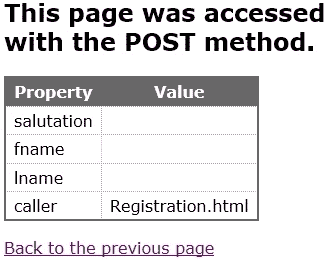 This page was accessed
with the POST method.
Property Value
salutation
fname
lname
caller Registration.html
Back to the previous page